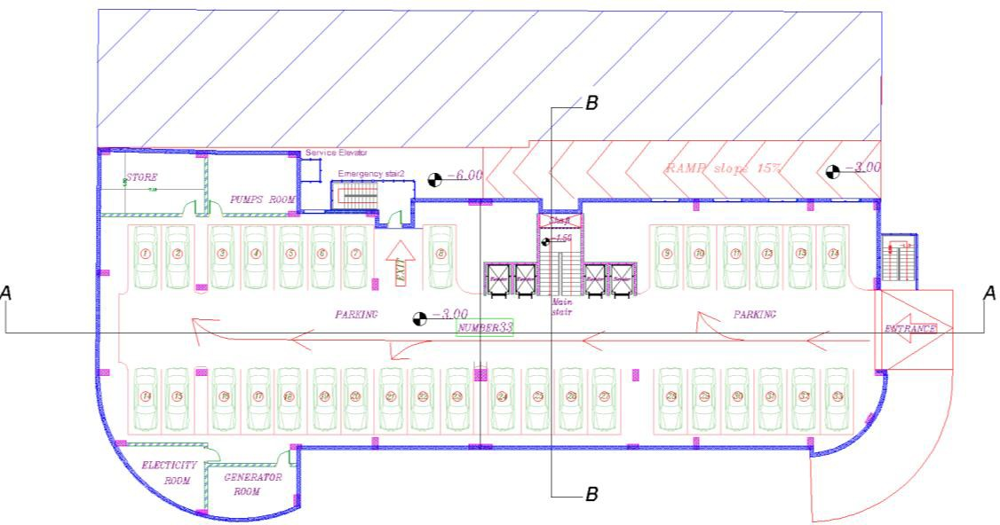 B
Service Elevator
STORE
Emergency stair2
-6.00
RAMP slope 15%
-3.00
PUMPS ROOM
-1.50
1
2
3
4
5
6
7
EXIT
8
9
10
11
12
13
14
A
A
Main
stair
PARKING
-3.00
PARKING
NUMBER33
ENTRANCE
14
15
16
17
18
19
20
21
22
23
24
25
26
27
28
29
30
31
32
33
ELECTICITY
ROOM
GENERATOR
ROOM
B